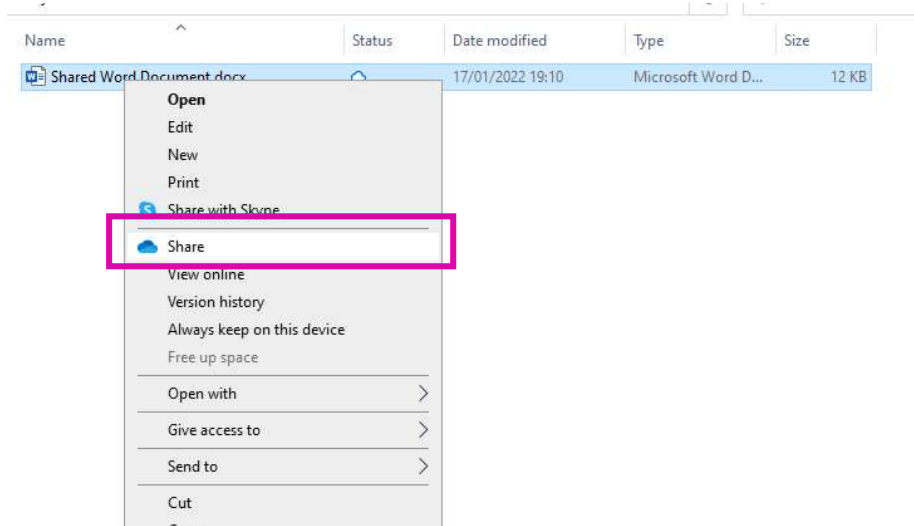 Name Status Date modified Type Size
Shared Word Document.docx 17/01/2022 19:10 Microsoft Word D... 12 KB
Open
Edit
New
Print
Share with Skype
Share
View online
Version history
Always keep on this device
Free up space
Open with
Give access to
Send to
Cut